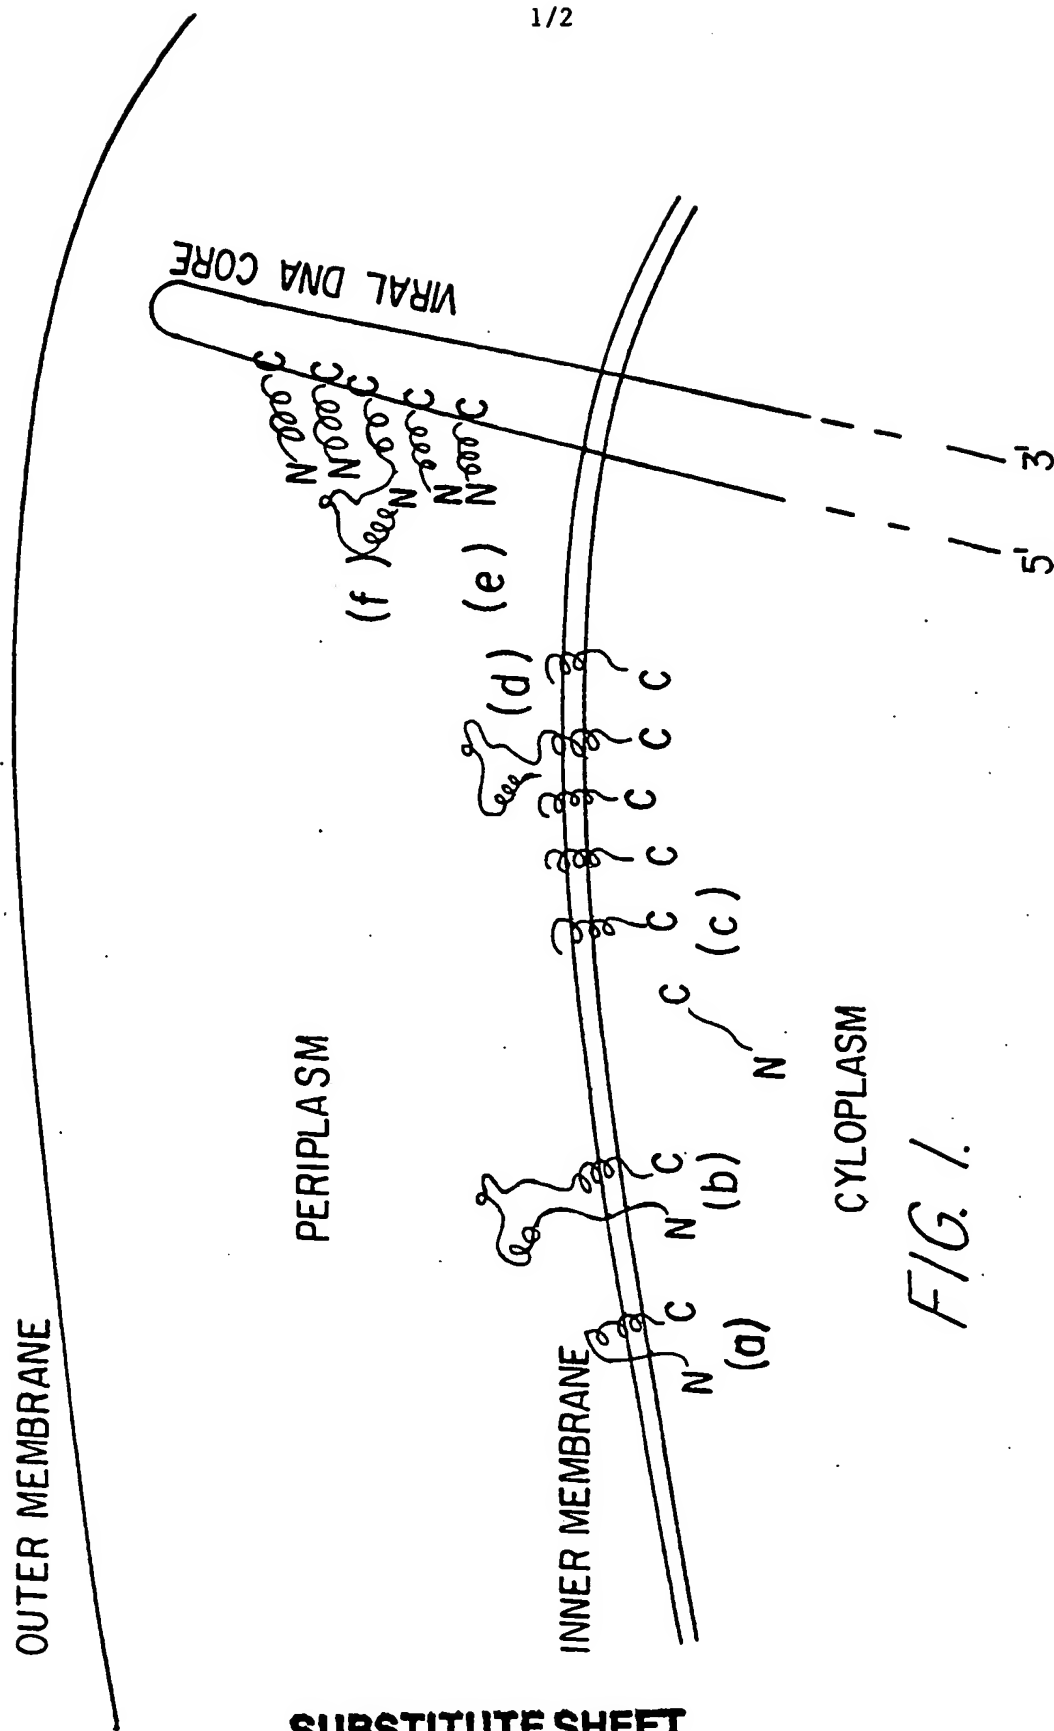 1/2
OUTER MEMBRANE
PERIPLASM
INNER MEMBRANE
VIRAL DNA CORE
C
C
C
C
C
N
N
N
N
N
(f)
(e)
(d)
C
C
C
C
C
(c)
C
N
C
N
(b)
C
N
(a)
CYLOPLASM
3'
5'
FIG. 1.
SUBSTITUTE SHEET